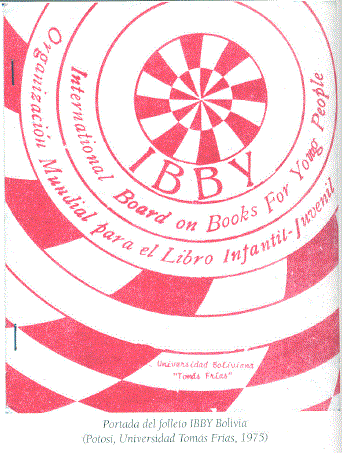 IBBY
International Board on Books For Young People
Organización Mundial para el Libro Infantil-Juvenil
Universidad Boliviana
"Tomás Frías"
Portada del folleto IBBY Bolivia
(Potosí, Universidad Tomás Frías, 1975)